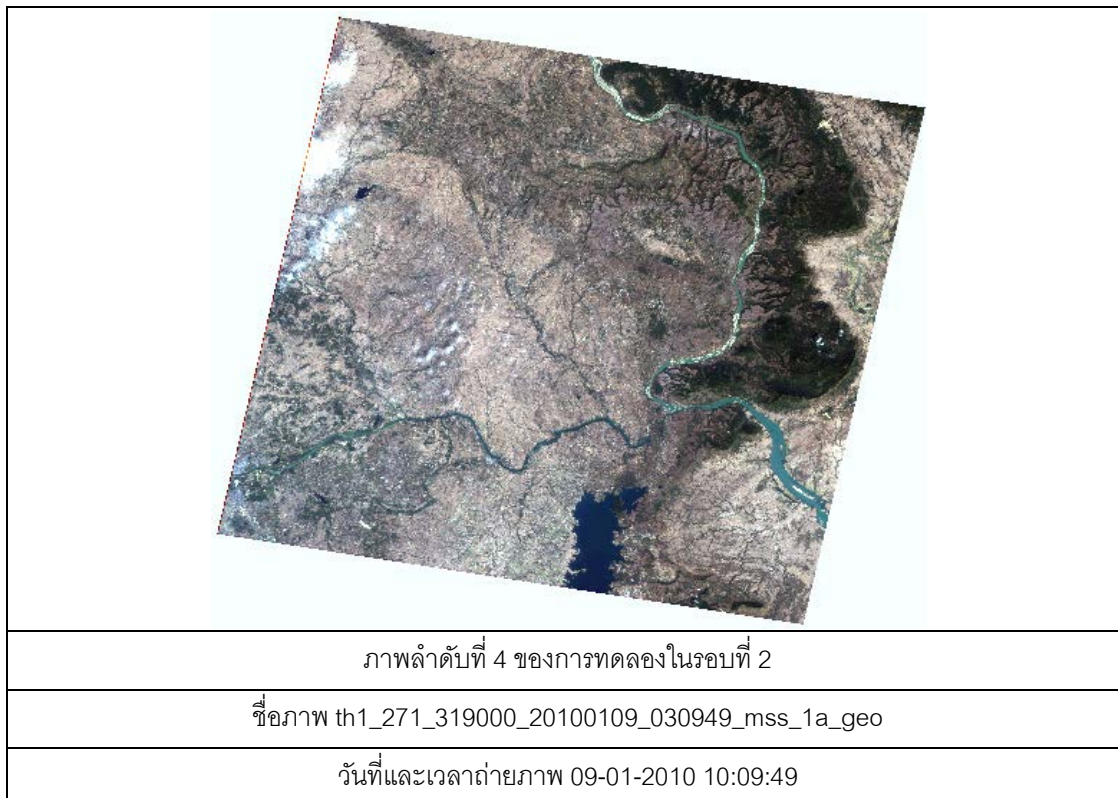 ภาพลำดับที่ 4 ของการทดลองในรอบที่ 2
ชื่อภาพ th1_271_319000_20100109_030949_mss_1a_geo
วันที่และเวลาถ่ายภาพ 09-01-2010 10:09:49